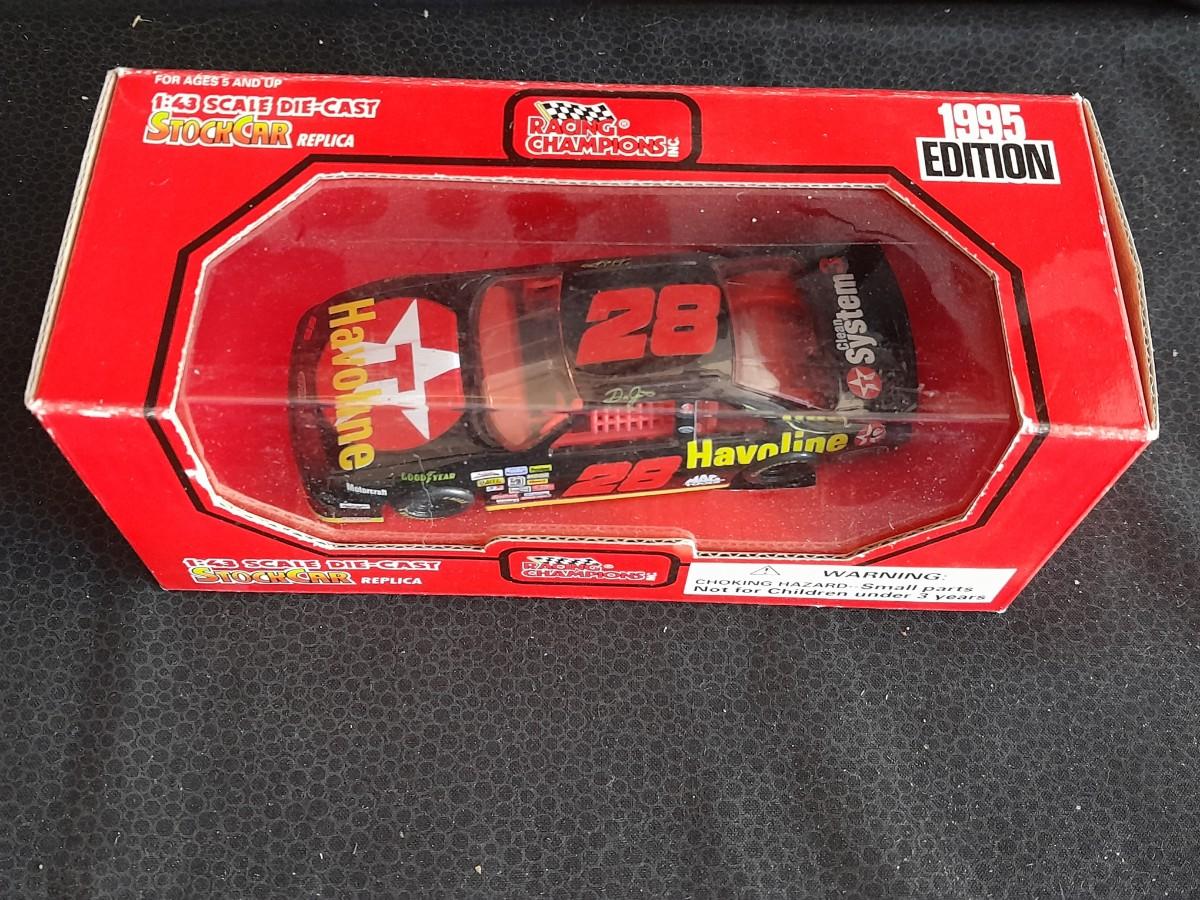 FOR AGES 5 AND UP
1:43 SCALE DIE-CAST
STOCKCAR REPLICA
RACING®
CHAMPIONS INC
1995
EDITION
Havoline
T
28
Clean
System3
Havoline
28
GOODYEAR
Motorcraft
1:43 SCALE DIE-CAST
STOCKCAR REPLICA
RACING®
CHAMPIONS INC
WARNING:
CHOKING HAZARD- Small parts
Not for Children under 3 years